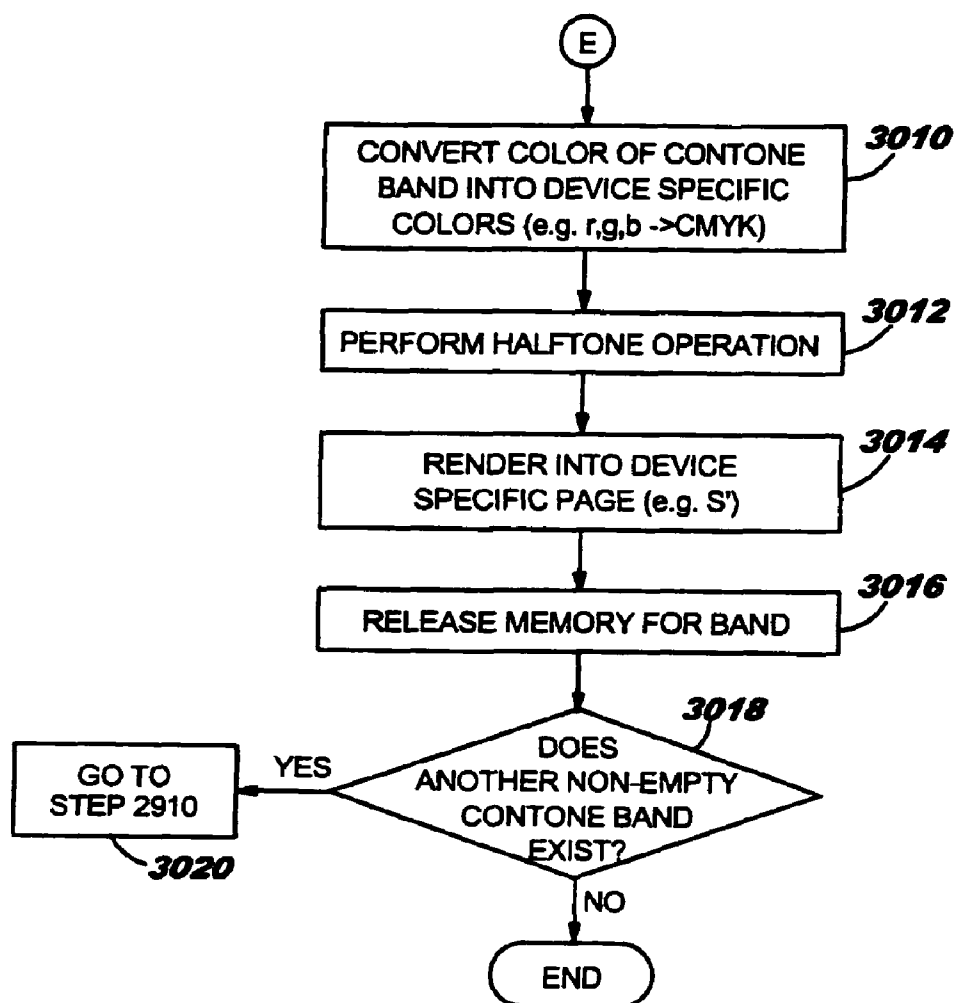 E
CONVERT COLOR OF CONTONE
BAND INTO DEVICE SPECIFIC
COLORS (e.g. r,g,b ->CMYK)
3010
PERFORM HALFTONE OPERATION
3012
RENDER INTO DEVICE
SPECIFIC PAGE (e.g. S')
3014
RELEASE MEMORY FOR BAND
3016
DOES
ANOTHER NON-EMPTY
CONTONE BAND
EXIST?
3018
YES
GO TO
STEP 2910
3020
NO
END